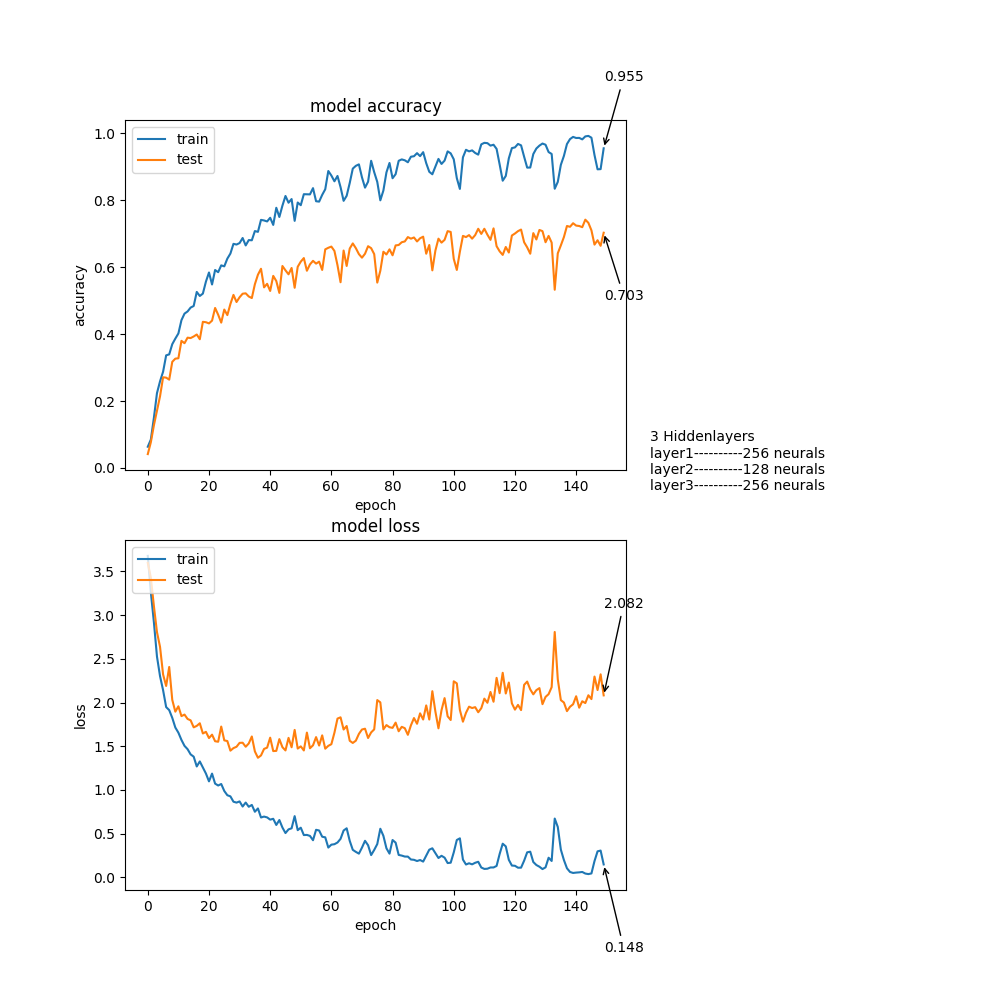 0.955
model accuracy
train
test
1.0
0.8
0.6
0.4
0.2
0.0
accuracy
0.703
0 20 40 60 80 100 120 140
epoch
3 Hiddenlayers
layer1----------256 neurals
layer2----------128 neurals
layer3----------256 neurals
model loss
train
test
3.5
3.0
2.5
2.0
1.5
1.0
0.5
0.0
loss
2.082
0 20 40 60 80 100 120 140
epoch
0.148